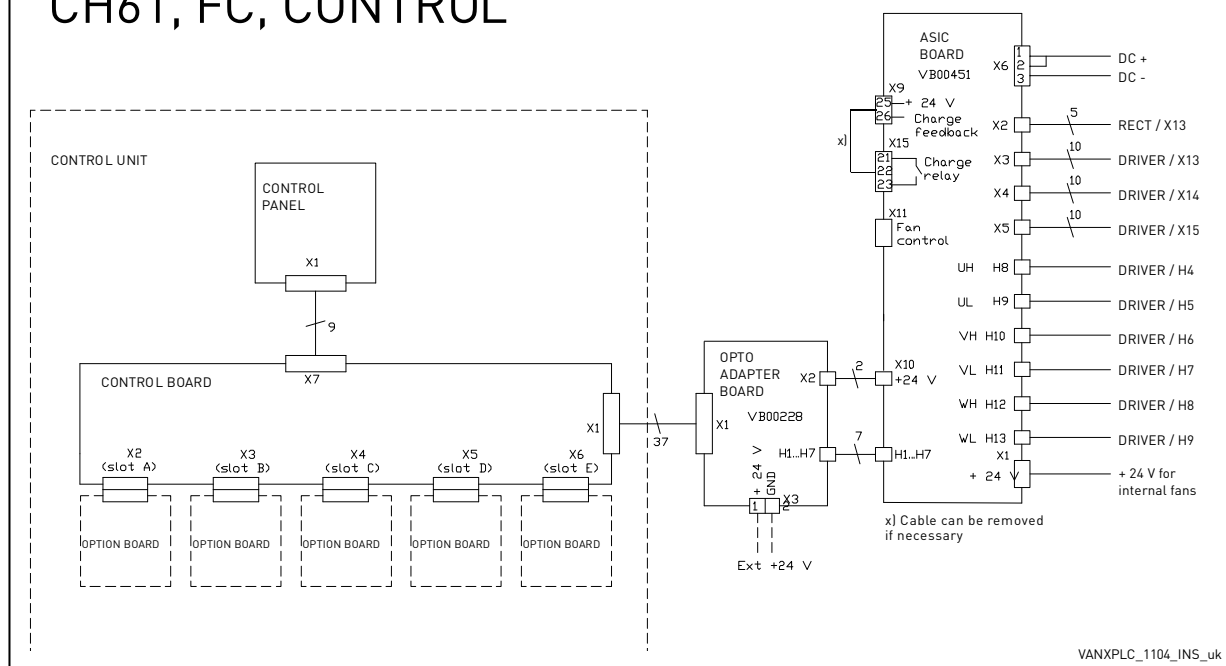 CH61, FC, CONTROL
CONTROL UNIT
CONTROL
PANEL
X1
9
X7
CONTROL BOARD
X1
37
X2
(slot A)
X3
(slot B)
X4
(slot C)
X5
(slot D)
X6
(slot E)
OPTION BOARD
OPTION BOARD
OPTION BOARD
OPTION BOARD
OPTION BOARD
OPTO
ADAPTER
BOARD
VB00228
X1
X2
2
H1...H7
7
+ 24 V
GND
X3
1
2
Ext +24 V
ASIC
BOARD
VB00451
X9
25
+ 24 V
26
Charge
feedback
x)
X15
21
22
23
Charge
relay
X11
Fan
control
X10
+24 V
H1...H7
X6
1
2
3
DC +
DC -
X2
5
RECT / X13
X3
10
DRIVER / X13
X4
10
DRIVER / X14
X5
10
DRIVER / X15
UH H8
DRIVER / H4
UL H9
DRIVER / H5
VH H10
DRIVER / H6
VL H11
DRIVER / H7
WH H12
DRIVER / H8
WL H13
DRIVER / H9
X1
+ 24 V
+ 24 V for
internal fans
x) Cable can be removed
if necessary
VANXPLC_1104_INS_uk